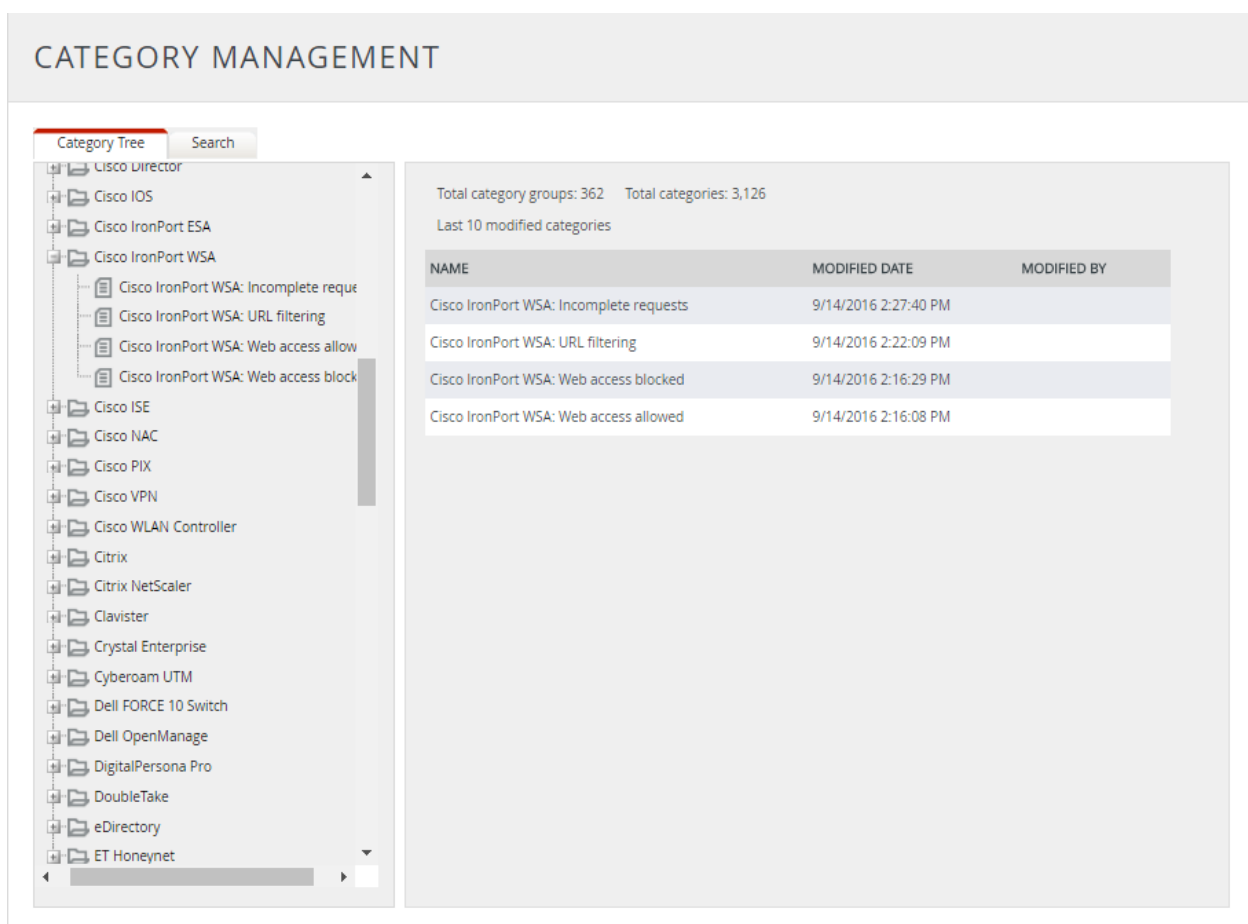 CATEGORY MANAGEMENT
Category Tree
Search
Cisco Director
Cisco IOS
Cisco IronPort ESA
Cisco IronPort WSA
Cisco IronPort WSA: Incomplete reque
Cisco IronPort WSA: URL filtering
Cisco IronPort WSA: Web access allow
Cisco IronPort WSA: Web access block
Cisco ISE
Cisco NAC
Cisco PIX
Cisco VPN
Cisco WLAN Controller
Citrix
Citrix NetScaler
Clavister
Crystal Enterprise
Cyberoam UTM
Dell FORCE 10 Switch
Dell OpenManage
DigitalPersona Pro
DoubleTake
eDirectory
ET Honeynet
Total category groups: 362 Total categories: 3,126
Last 10 modified categories
NAME MODIFIED DATE MODIFIED BY
Cisco IronPort WSA: Incomplete requests 9/14/2016 2:27:40 PM
Cisco IronPort WSA: URL filtering 9/14/2016 2:22:09 PM
Cisco IronPort WSA: Web access blocked 9/14/2016 2:16:29 PM
Cisco IronPort WSA: Web access allowed 9/14/2016 2:16:08 PM